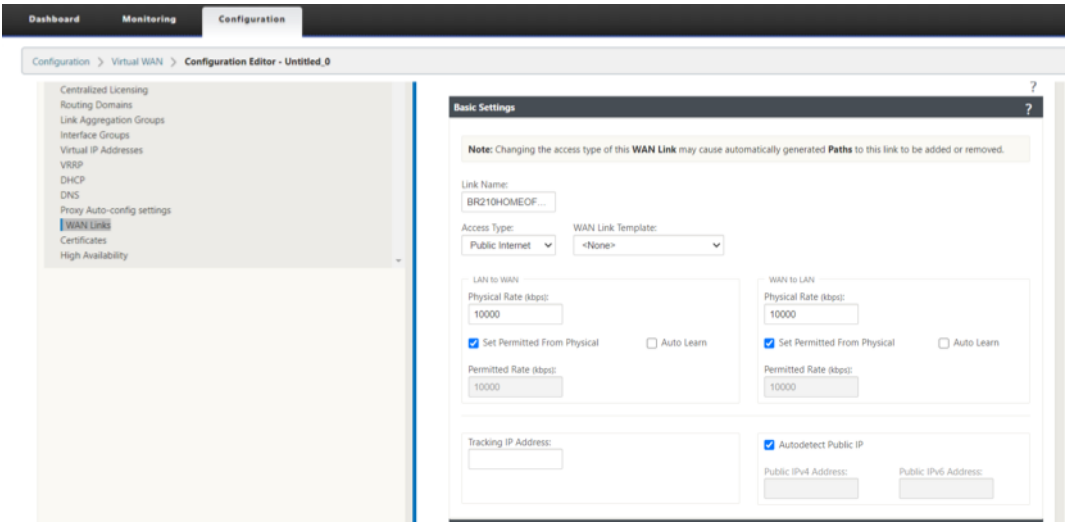 Dashboard Monitoring Configuration
Configuration > Virtual WAN > Configuration Editor - Untitled_0
Centralized Licensing
Routing Domains
Link Aggregation Groups
Interface Groups
Virtual IP Addresses
VRRP
DHCP
DNS
Proxy Auto-config settings
WAN Links
Certificates
High Availability
?
Basic Settings ?
Note: Changing the access type of this WAN Link may cause automatically generated Paths to this link to be added or removed.
Link Name:
BR210HOMEOF...
Access Type: WAN Link Template:
Public Internet <None>
LAN to WAN WAN to LAN
Physical Rate (kbps): Physical Rate (kbps):
10000 10000
Set Permitted From Physical Auto Learn Set Permitted From Physical Auto Learn
Permitted Rate (kbps): Permitted Rate (kbps):
10000 10000
Tracking IP Address: Autodetect Public IP
Public IPv4 Address: Public IPv6 Address: